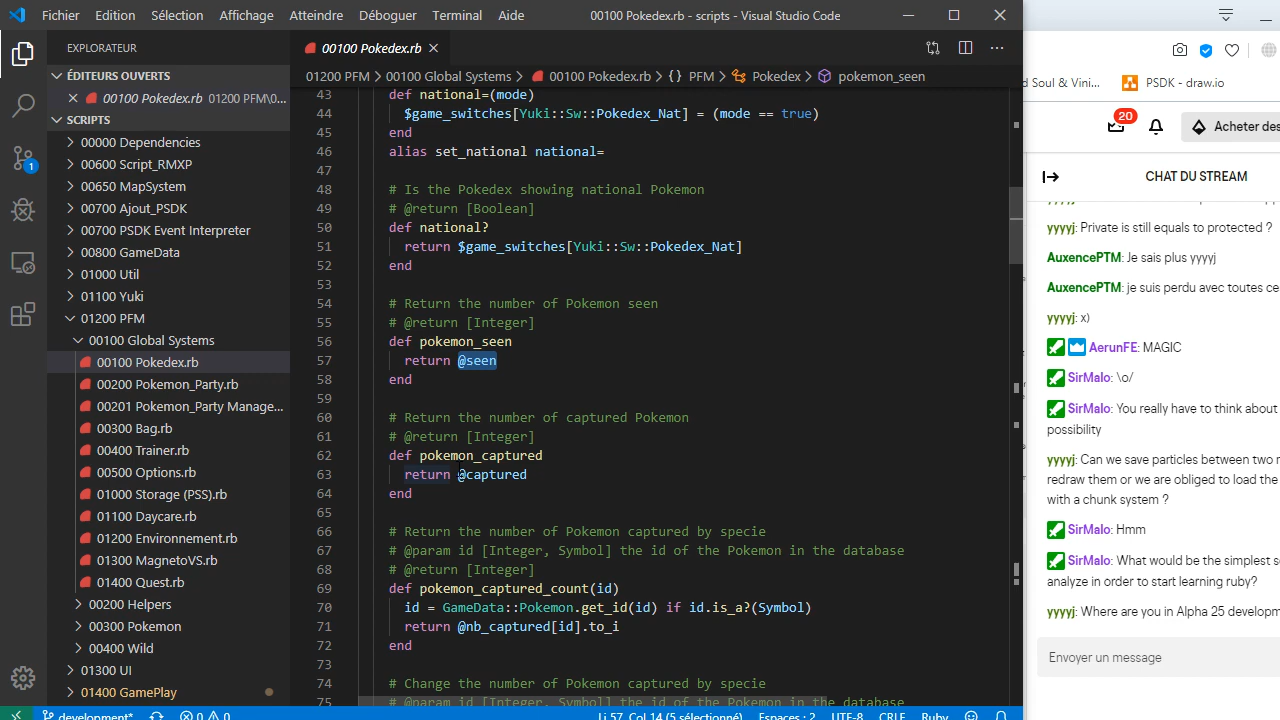 Fichier Edition Sélection Affichage Atteindre Déboguer Terminal Aide 00100 Pokedex.rb - scripts - Visual Studio Code
EXPLORATEUR
ÉDITEURS OUVERTS
00100 Pokedex.rb 01200 PFM\0...
SCRIPTS
00000 Dependencies
00600 Script_RMXP
00650 MapSystem
00700 Ajout_PSDK
00700 PSDK Event Interpreter
00800 GameData
01000 Util
01100 Yuki
01200 PFM
00100 Global Systems
00100 Pokedex.rb
00200 Pokemon_Party.rb
00201 Pokemon_Party Manage...
00300 Bag.rb
00400 Trainer.rb
00500 Options.rb
01000 Storage (PSS).rb
01100 Daycare.rb
01200 Environnement.rb
01300 MagnetoVS.rb
01400 Quest.rb
00200 Helpers
00300 Pokemon
00400 Wild
01300 UI
01400 GamePlay
1
00100 Pokedex.rb
01200 PFM > 00100 Global Systems > 00100 Pokedex.rb > {} PFM > Pokedex > pokemon_seen
43 def national=(mode)
44 $game_switches[Yuki::Sw::Pokedex_Nat] = (mode == true)
45 end
46 alias set_national national=
47
48 # Is the Pokedex showing national Pokemon
49 # @return [Boolean]
50 def national?
51 return $game_switches[Yuki::Sw::Pokedex_Nat]
52 end
53
54 # Return the number of Pokemon seen
55 # @return [Integer]
56 def pokemon_seen
57 return @seen
58 end
59
60 # Return the number of captured Pokemon
61 # @return [Integer]
62 def pokemon_captured
63 return @captured
64 end
65
66 # Return the number of Pokemon captured by specie
67 # @param id [Integer, Symbol] the id of the Pokemon in the database
68 # @return [Integer]
69 def pokemon_captured_count(id)
70 id = GameData::Pokemon.get_id(id) if id.is_a?(Symbol)
71 return @nb_captured[id].to_i
72 end
73
74 # Change the number of Pokemon captured by specie
75 # @param id [Integer, Symbol] the id of the Pokemon in the database
development* 0 0 Li 57, Col 14 (5 sélectionné) Espaces : 2 UTF-8 CRLF Ruby
d Soul & Vini... PSDK - draw.io
20 Acheter des
CHAT DU STREAM
yyyyj: Private is still equals to protected ?
AuxencePTM: Je sais plus yyyyj
AuxencePTM: je suis perdu avec toutes ce
yyyyj: x)
AerunFE: MAGIC
SirMalo: \o/
SirMalo: You really have to think about
possibility
yyyyj: Can we save particles between two
redraw them or we are obliged to load the
with a chunk system ?
SirMalo: Hmm
SirMalo: What would be the simplest
analyze in order to start learning ruby?
yyyyj: Where are you in Alpha 25 developm
Envoyer un message